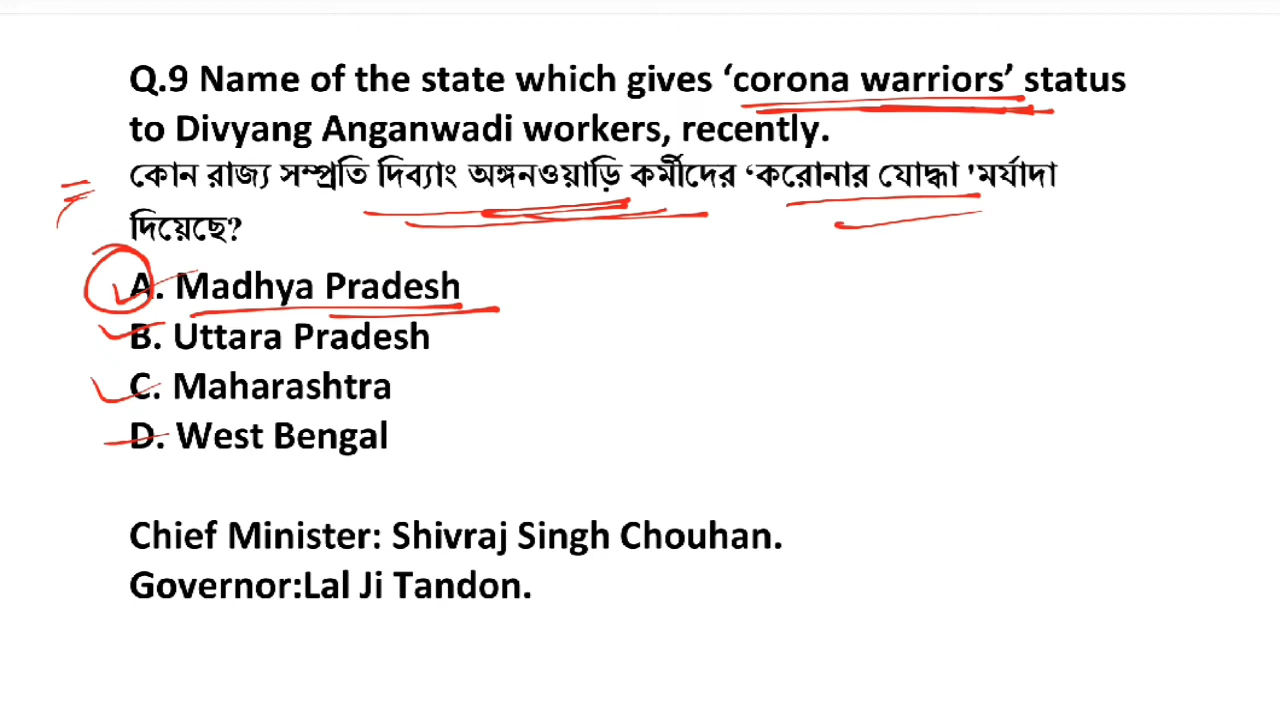 Q.9 Name of the state which gives ‘corona warriors’ status
to Divyang Anganwadi workers, recently.
কোন রাজ্য সম্প্রতি দিব্যাং অঙ্গনওয়াড়ি কর্মীদের ‘করোনার যোদ্ধা 'মর্যাদা
দিয়েছে?
A. Madhya Pradesh
B. Uttara Pradesh
C. Maharashtra
D. West Bengal
Chief Minister: Shivraj Singh Chouhan.
Governor:Lal Ji Tandon.